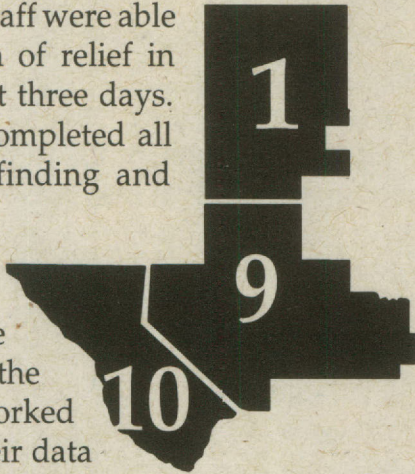 aff were able
of relief in
t three days.
ompleted all
finding and
the
orked
ir data
1
9
10